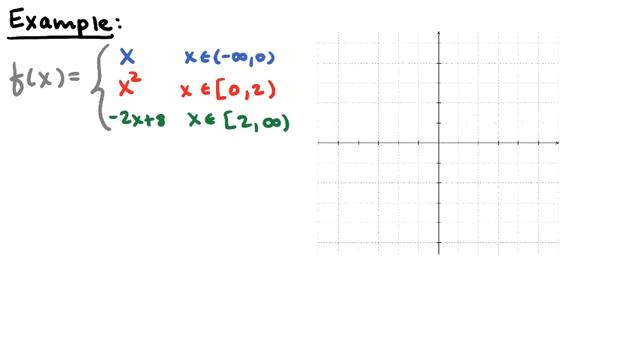 Example:
f(x) = { x x ∈ (-∞, 0)
x² x ∈ [0, 2)
-2x+8 x ∈ [2, ∞)